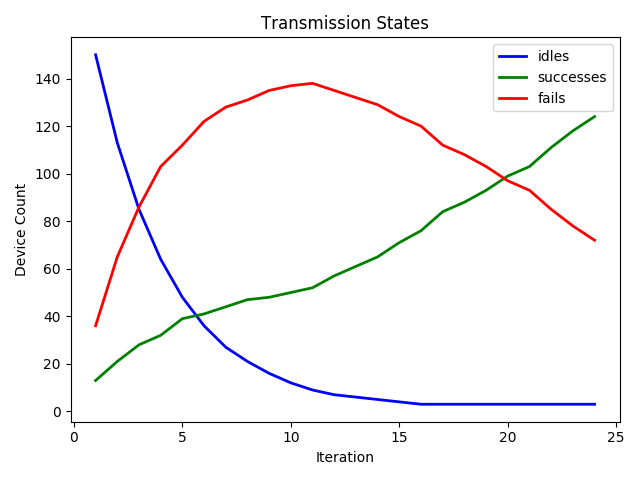 Transmission States
idles
successes
fails
Device Count
140
120
100
80
60
40
20
0
0 5 10 15 20 25
Iteration